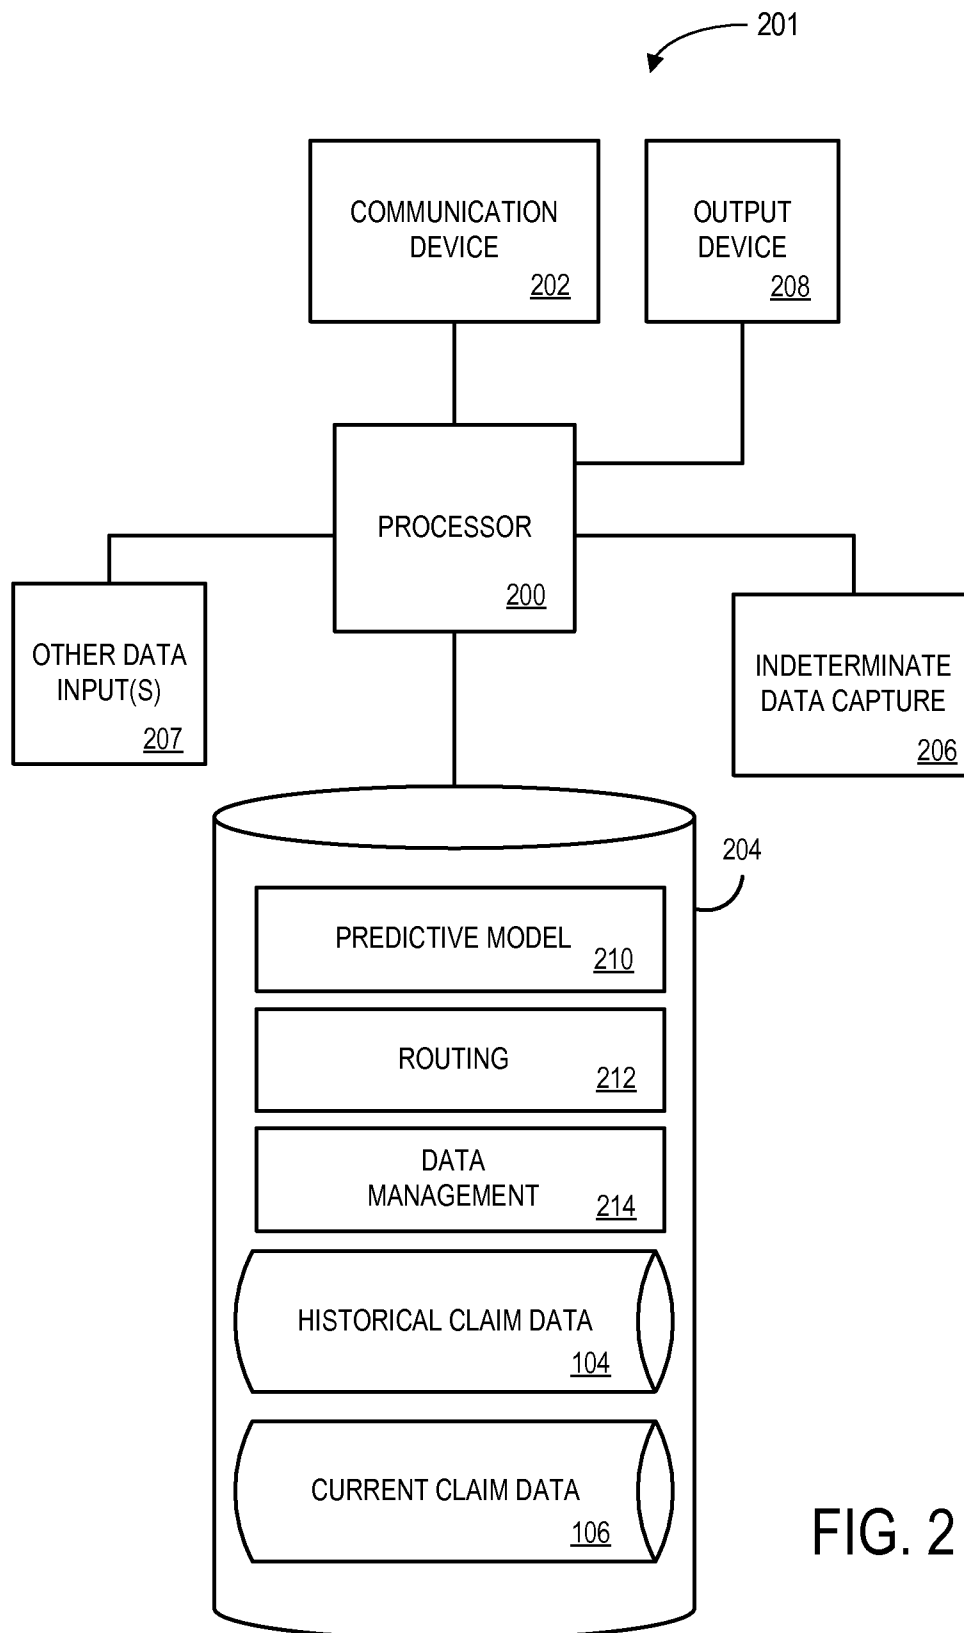 201
COMMUNICATION
DEVICE
202
OUTPUT
DEVICE
208
PROCESSOR
200
OTHER DATA
INPUT(S)
207
INDETERMINATE
DATA CAPTURE
206
204
PREDICTIVE MODEL
210
ROUTING
212
DATA
MANAGEMENT
214
HISTORICAL CLAIM DATA
104
CURRENT CLAIM DATA
106
FIG. 2